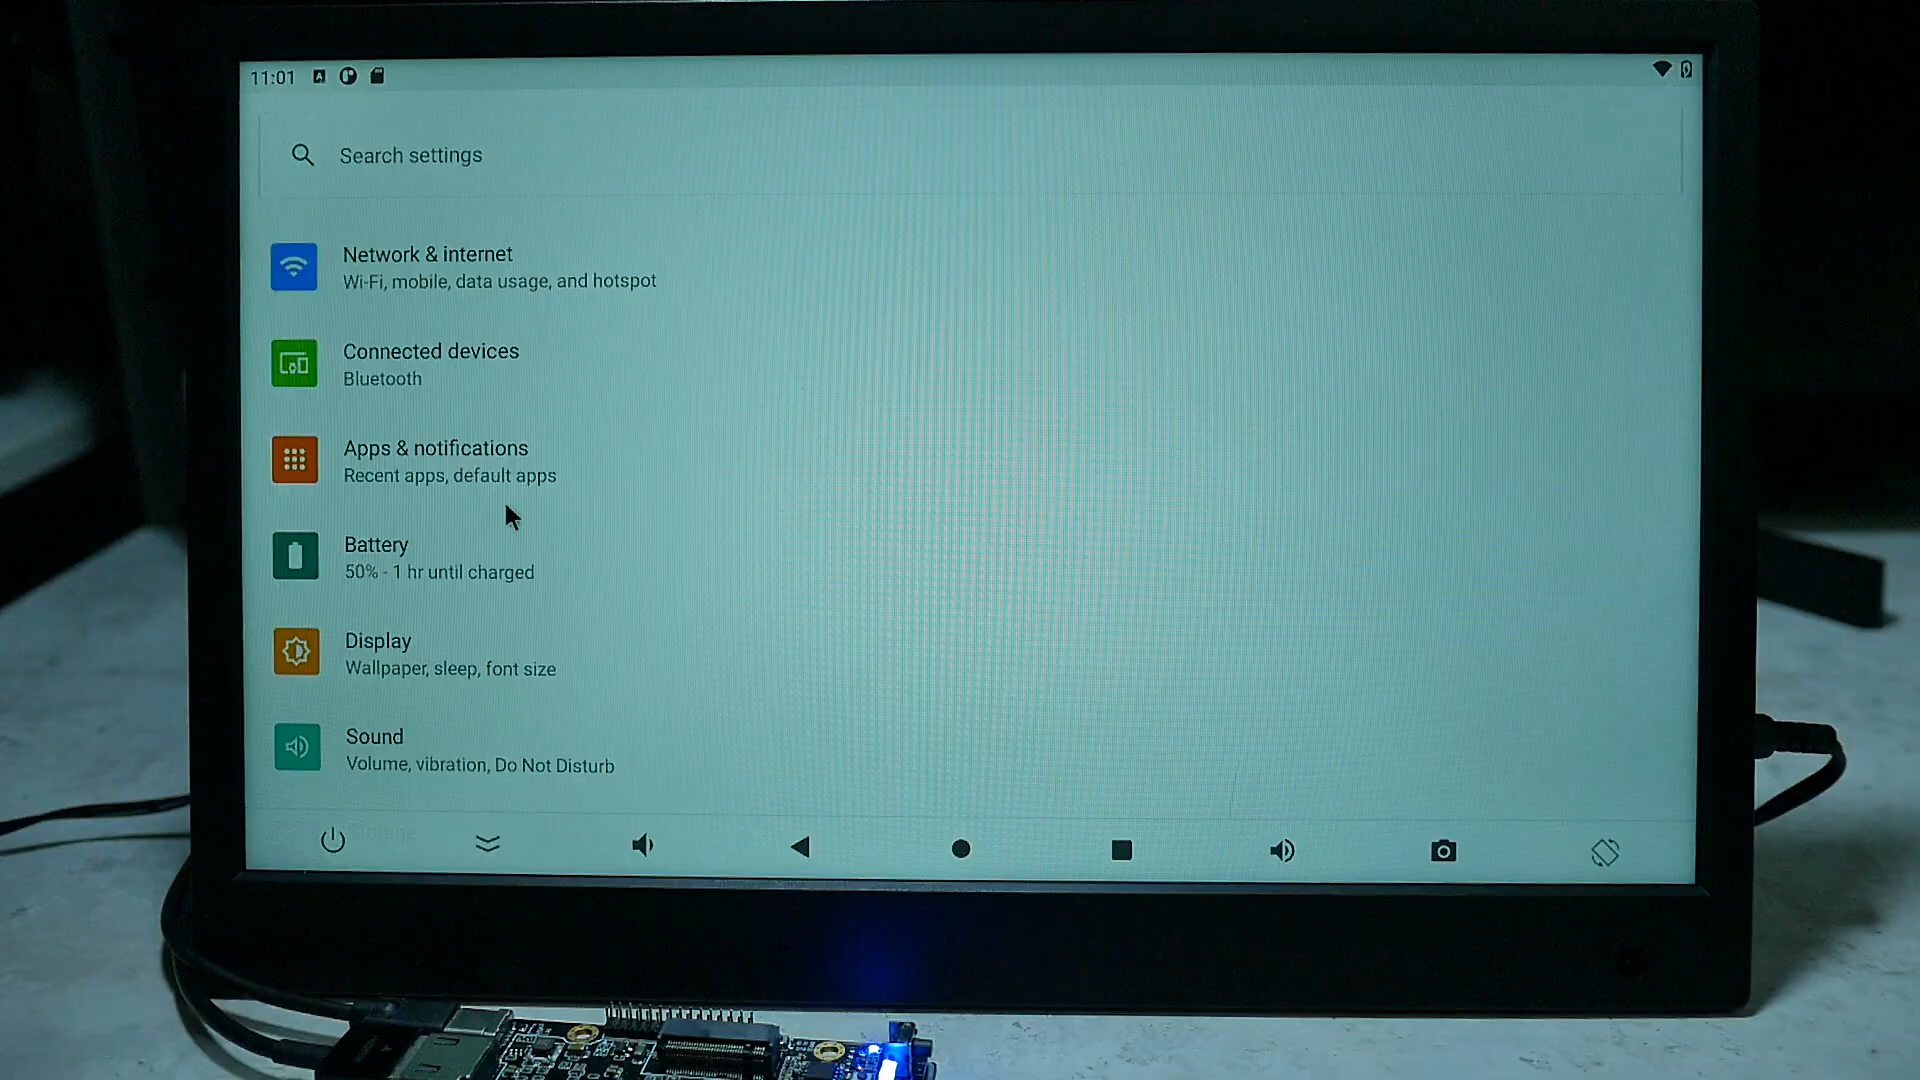 11:01
Search settings
Network & internet
Wi-Fi, mobile, data usage, and hotspot
Connected devices
Bluetooth
Apps & notifications
Recent apps, default apps
Battery
50% - 1 hr until charged
Display
Wallpaper, sleep, font size
Sound
Volume, vibration, Do Not Disturb
Storage